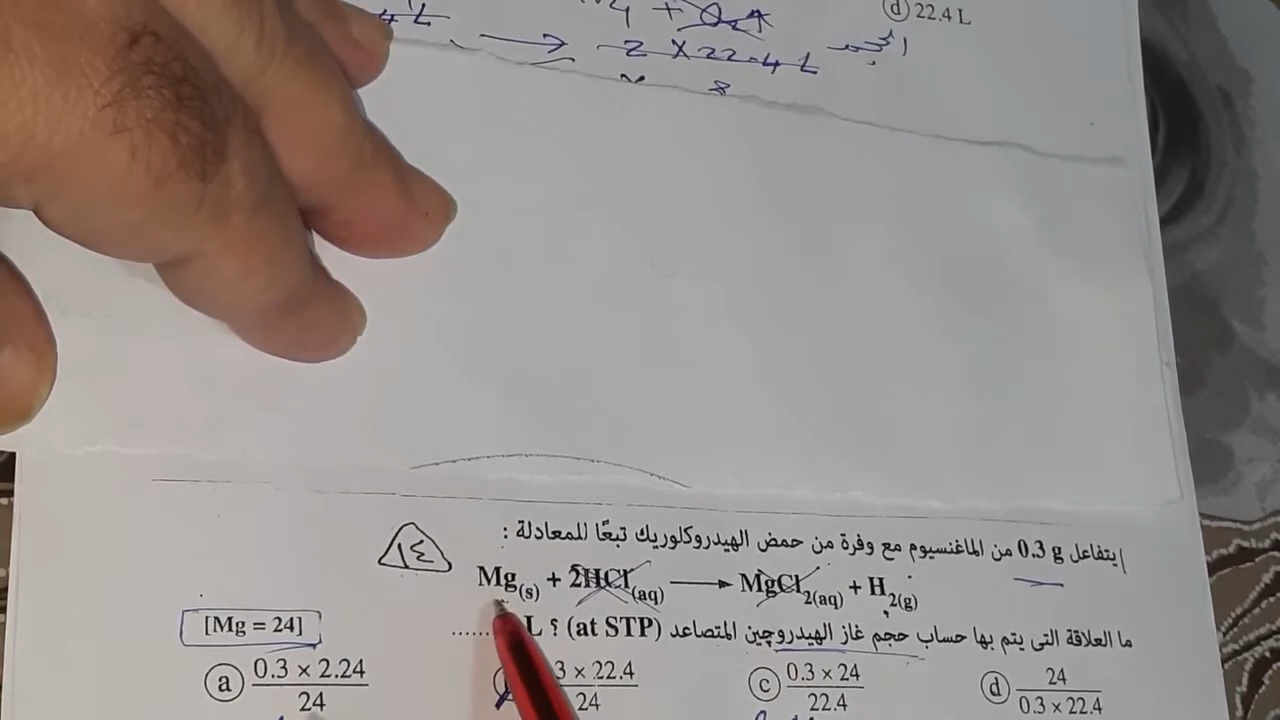 ⓓ 22.4 L
2 × 22.4 L الحجم
١٤
يتفاعل 0.3 g من الماغنسيوم مع وفرة من حمض الهيدروكلوريك تبعًا للمعادلة :
Mg(s) + 2HCl(aq) ⟶ MgCl2(aq) + H2(g)
ما العلاقة التى يتم بها حساب حجم غاز الهيدروچين المتصاعد (at STP) ؟ L ......
[Mg = 24]
ⓐ 0.3 × 2.24 / 24
3 × 22.4 / 24
ⓒ 0.3 × 24 / 22.4
ⓓ 24 / 0.3 × 22.4